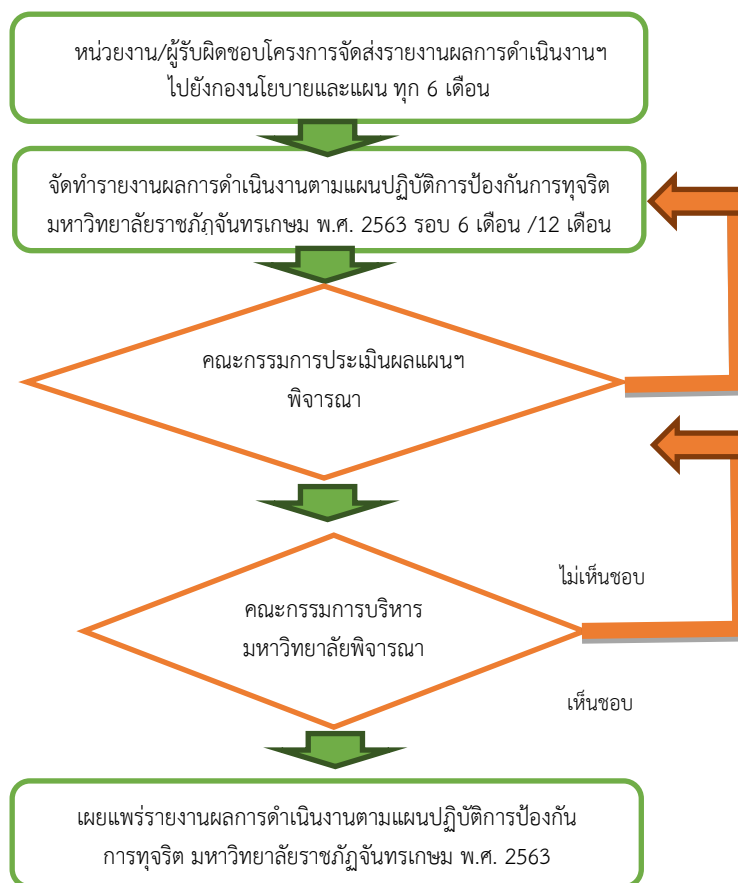 หน่วยงาน/ผู้รับผิดชอบโครงการจัดส่งรายงานผลการดำเนินงานฯ
ไปยังกองนโยบายและแผน ทุก 6 เดือน
จัดทำรายงานผลการดำเนินงานตามแผนปฏิบัติการป้องกันการทุจริต
มหาวิทยาลัยราชภัฏจันทรเกษม พ.ศ. 2563 รอบ 6 เดือน /12 เดือน
คณะกรรมการประเมินผลแผนฯ
พิจารณา
ไม่เห็นชอบ
คณะกรรมการบริหาร
มหาวิทยาลัยพิจารณา
เห็นชอบ
เผยแพร่รายงานผลการดำเนินงานตามแผนปฏิบัติการป้องกัน
การทุจริต มหาวิทยาลัยราชภัฏจันทรเกษม พ.ศ. 2563